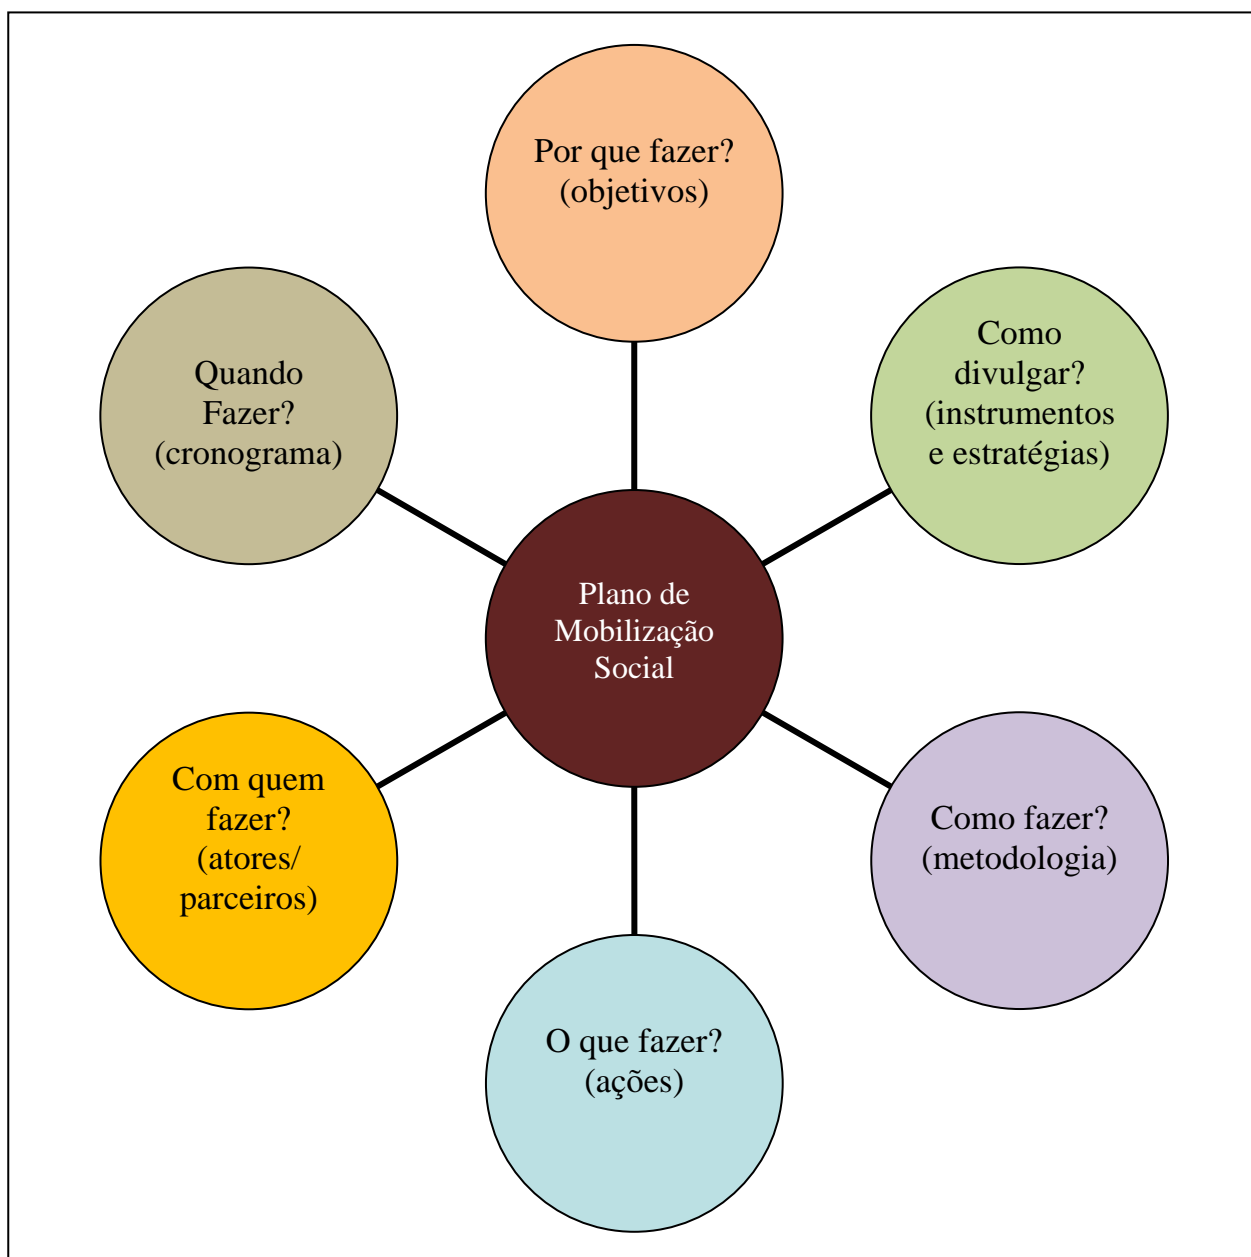 Por que fazer?
(objetivos)
Como
divulgar?
(instrumentos
e estratégias)
Como fazer?
(metodologia)
O que fazer?
(ações)
Com quem
fazer?
(atores/
parceiros)
Quando
Fazer?
(cronograma)
Plano de
Mobilização
Social